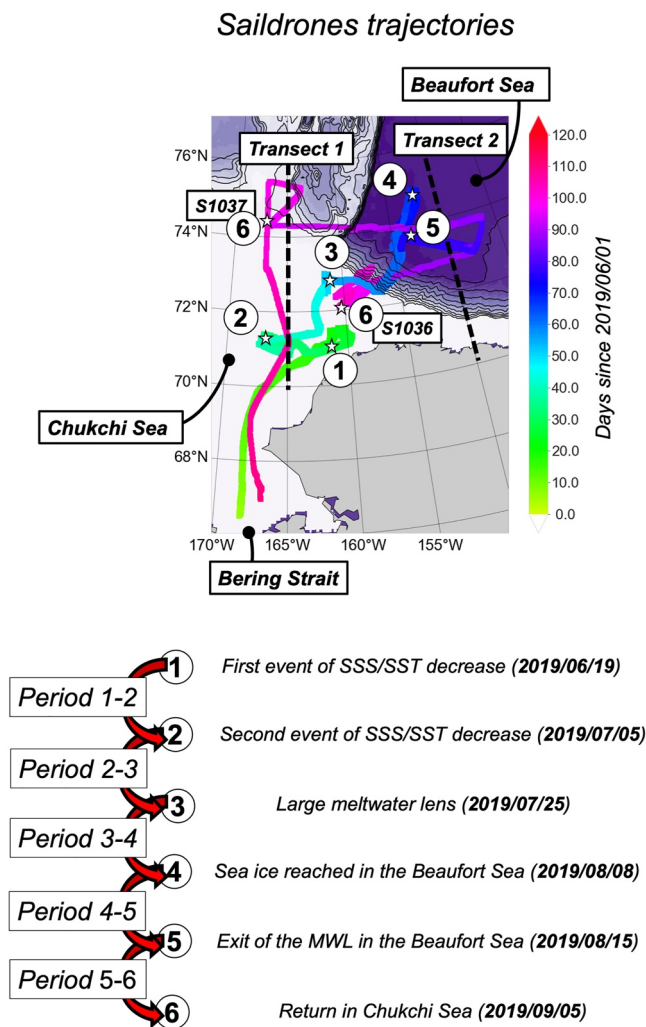 Saildrones trajectories
Beaufort Sea
76°N
Transect 1
Transect 2
120.0
110.0
4
S1037
100.0
6
5
74°N
90.0
3
80.0
72°N
2
6
70.0
S1036
60.0
1
50.0
70°N
40.0
Chukchi Sea
30.0
68°N
20.0
10.0
0.0
Days since 2019/06/01
170°W
165°W
160°W
155°W
Bering Strait
1 First event of SSS/SST decrease (2019/06/19)
Period 1-2
2 Second event of SSS/SST decrease (2019/07/05)
Period 2-3
3 Large meltwater lens (2019/07/25)
Period 3-4
4 Sea ice reached in the Beaufort Sea (2019/08/08)
Period 4-5
5 Exit of the MWL in the Beaufort Sea (2019/08/15)
Period 5-6
6 Return in Chukchi Sea (2019/09/05)